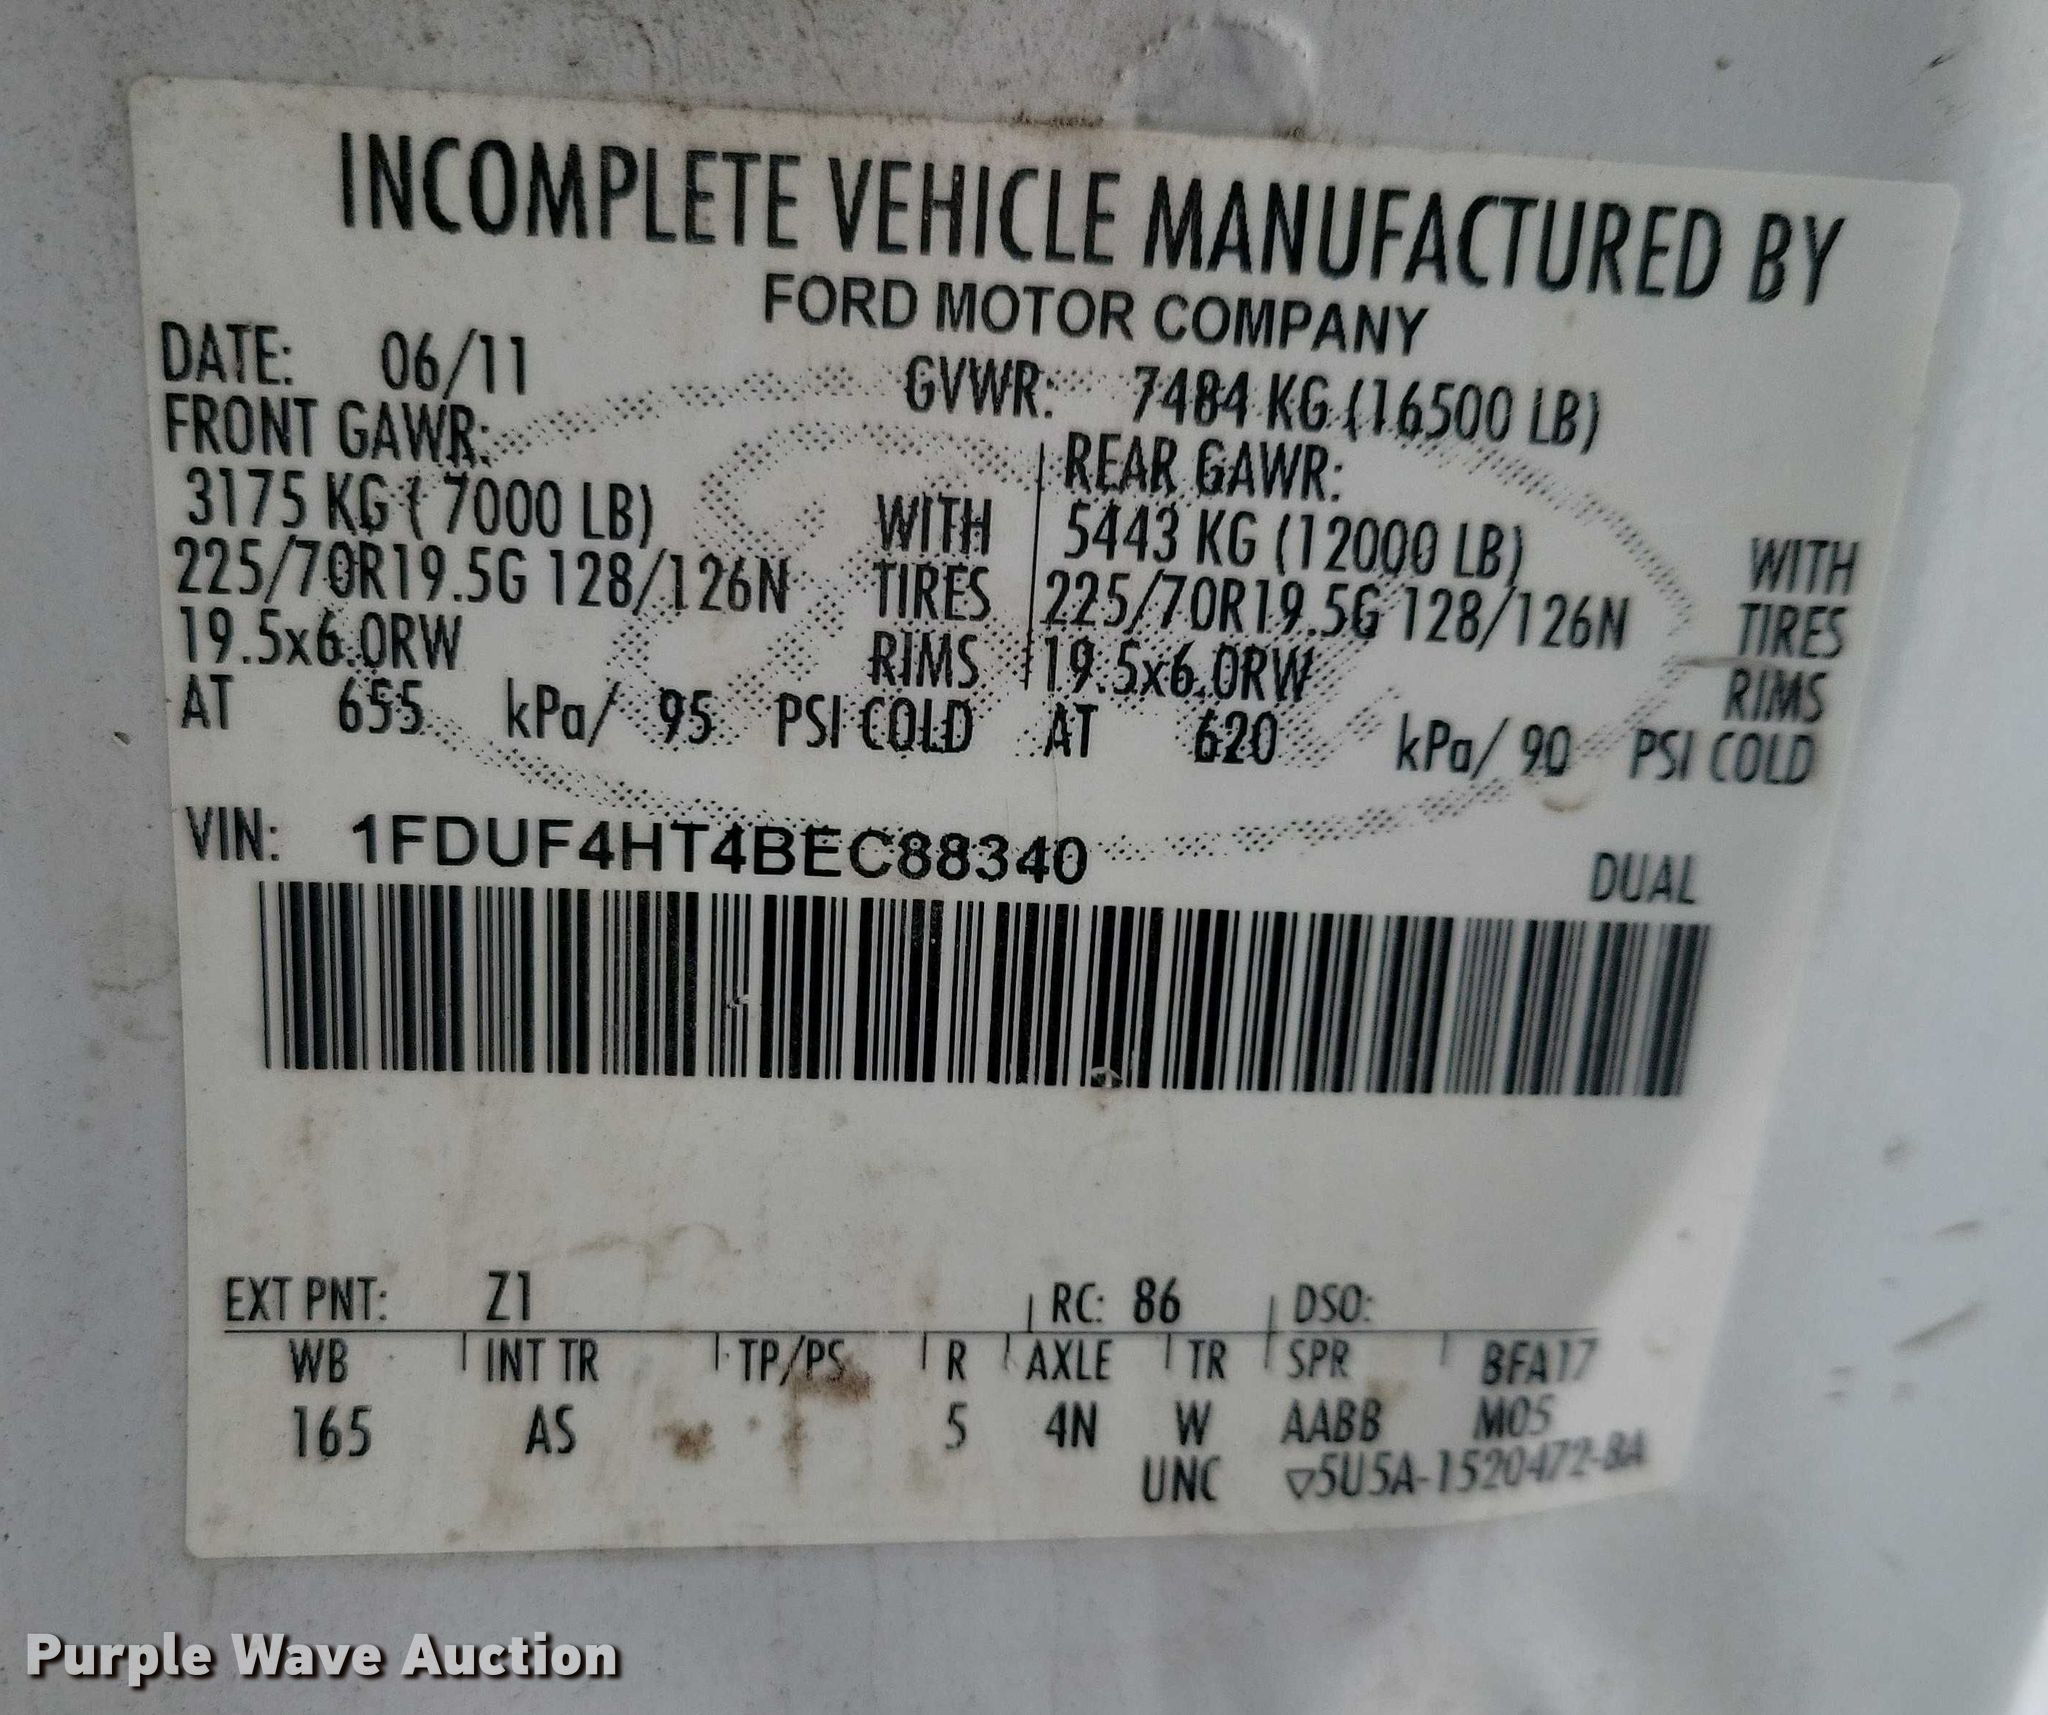 INCOMPLETE VEHICLE MANUFACTURED BY
FORD MOTOR COMPANY
DATE: 06/11 GVWR: 7484 KG (16500 LB)
FRONT GAWR: REAR GAWR:
3175 KG ( 7000 LB) WITH 5443 KG (12000 LB) WITH
225/70R19.5G 128/126N TIRES 225/70R19.5G 128/126N TIRES
19.5x6.0RW RIMS 19.5x6.0RW RIMS
AT 655 kPa/ 95 PSI COLD AT 620 kPa/ 90 PSI COLD
VIN: 1FDUF4HT4BEC88340
DUAL
EXT PNT: Z1 RC: 86 DSO:
WB INT TR TP/PS R AXLE TR SPR BFA17
165 AS 5 4N W AABB M05
UNC ▽5U5A-1520472-BA
Purple Wave Auction